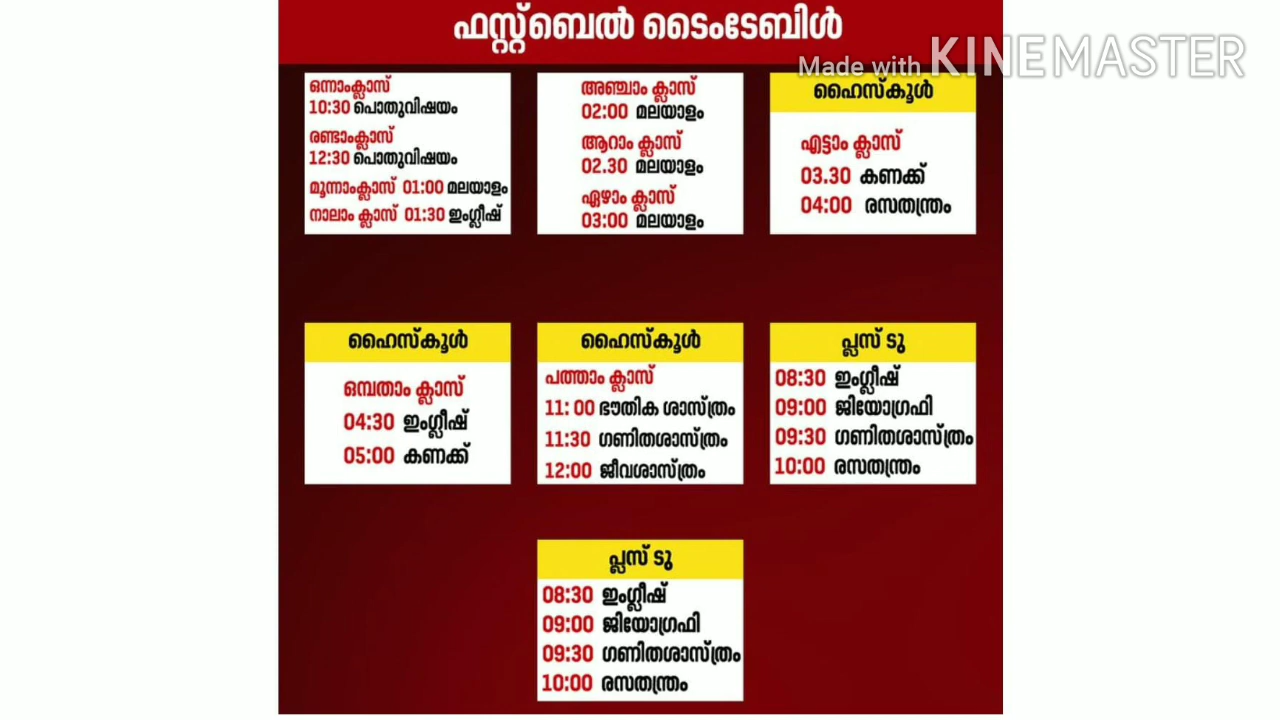 ഫസ്റ്റ്ബെൽ ടൈംടേബിൾ
Made with KINEMASTER
ഒന്നാംക്ലാസ്
10:30 പൊതുവിഷയം
രണ്ടാംക്ലാസ്
12:30 പൊതുവിഷയം
മൂന്നാംക്ലാസ് 01:00 മലയാളം
നാലാം ക്ലാസ് 01:30 ഇംഗ്ലീഷ്
അഞ്ചാം ക്ലാസ്
02:00 മലയാളം
ആറാം ക്ലാസ്
02.30 മലയാളം
ഏഴാം ക്ലാസ്
03:00 മലയാളം
ഹൈസ്കൂൾ
എട്ടാം ക്ലാസ്
03.30 കണക്ക്
04:00 രസതന്ത്രം
ഹൈസ്കൂൾ
ഒമ്പതാം ക്ലാസ്
04:30 ഇംഗ്ലീഷ്
05:00 കണക്ക്
ഹൈസ്കൂൾ
പത്താം ക്ലാസ്
11:00 ഭൗതിക ശാസ്ത്രം
11:30 ഗണിതശാസ്ത്രം
12:00 ജീവശാസ്ത്രം
പ്ലസ് ടു
08:30 ഇംഗ്ലീഷ്
09:00 ജിയോഗ്രഫി
09:30 ഗണിതശാസ്ത്രം
10:00 രസതന്ത്രം
പ്ലസ് ടു
08:30 ഇംഗ്ലീഷ്
09:00 ജിയോഗ്രഫി
09:30 ഗണിതശാസ്ത്രം
10:00 രസതന്ത്രം